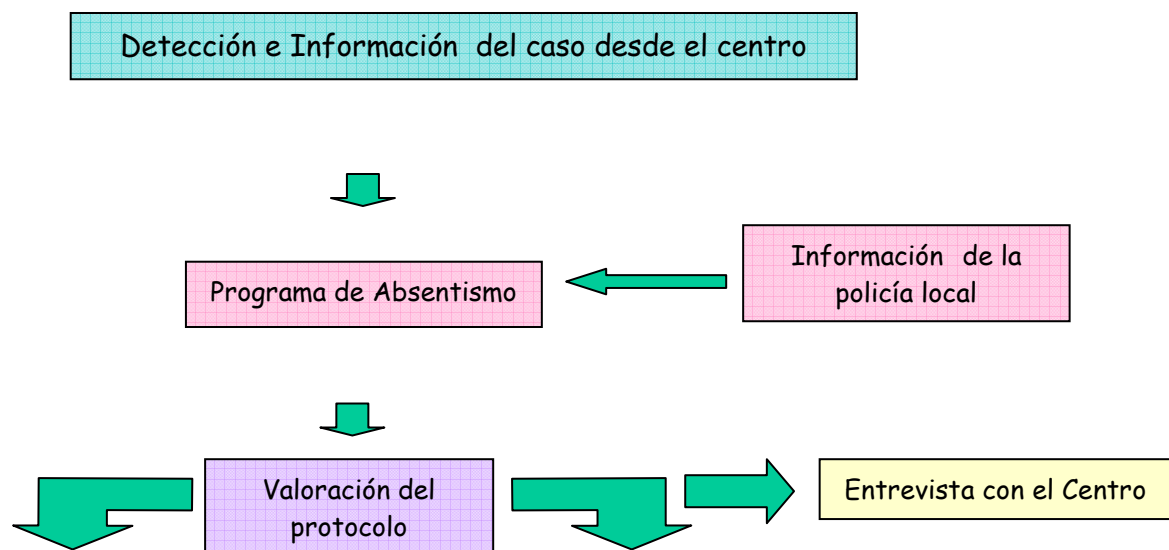 Detección e Información  del caso desde el centro
Programa de Absentismo
Información  de la
policía local
Valoración del
protocolo
Entrevista con el Centro